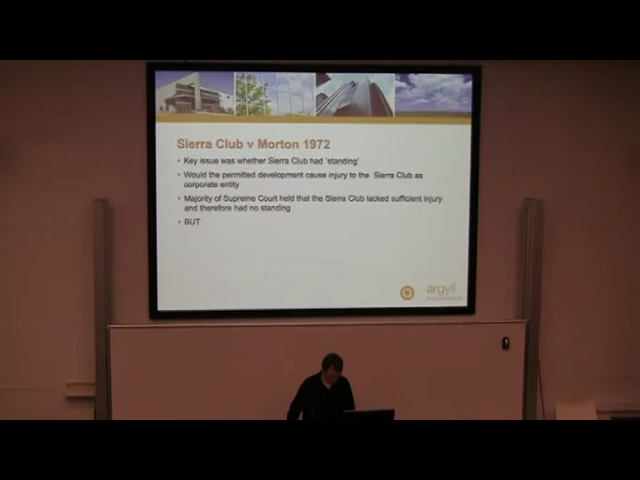 Sierra Club v Morton 1972
• Key issue was whether Sierra Club had 'standing'
• Would the permitted development cause injury to the Sierra Club as
corporate entity
• Majority of Supreme Court held that the Sierra Club lacked sufficient injury
and therefore had no standing
• BUT
argyll